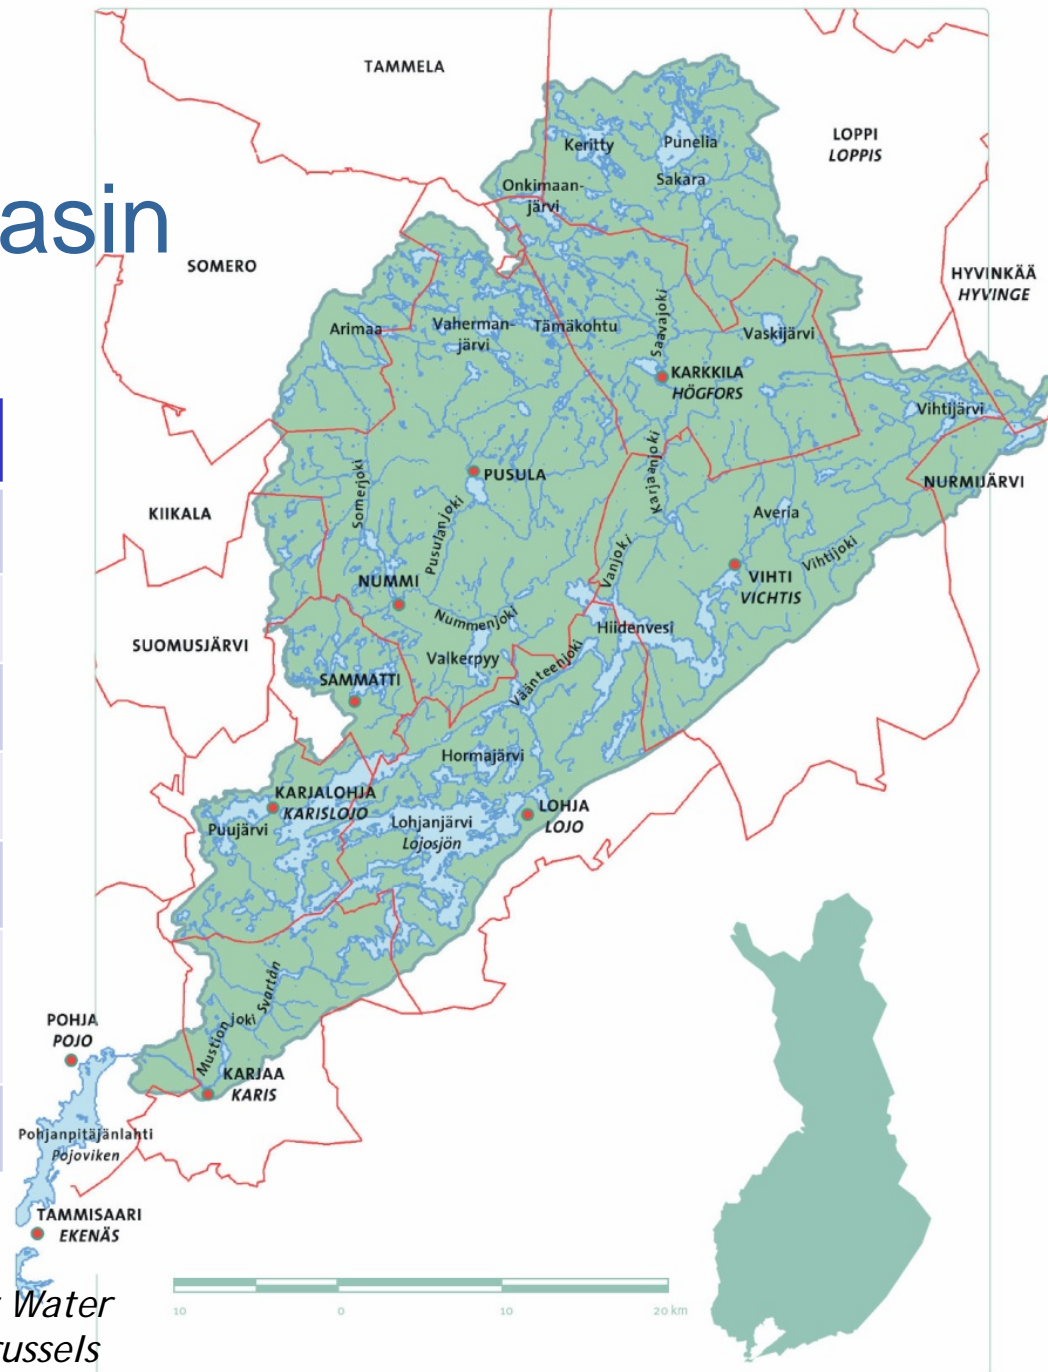 TAMMELA
LOPPI
LOPPIS
Keritty
Punelia
Sakara
Onkimaan-
järvi
asin
SOMERO
HYVINKÄÄ
HYVINGE
Arimaa
Vaherman-
järvi
Tämäkohtu
Saavajoki
Vaskijärvi
KARKKILA
HÖGFORS
Vihtijärvi
Karjaanjoki
Somerjoki
PUSULA
NURMIJÄRVI
KIIKALA
Pusulanjoki
Averia
Vanjoki
Vihtijoki
NUMMI
VIHTI
VICHTIS
Nummenjoki
Hiidenvesi
SUOMUSJÄRVI
Valkerpyy
Väänteenjoki
SAMMATTI
Hormajärvi
KARJALOHJA
KARISLOJO
LOHJA
LOJO
Puujärvi
Lohjanjärvi
Lojosjön
Svartån
Mustionjoki
POHJA
POJO
KARJAA
KARIS
Pohjanpitäjänlahti
Pojoviken
TAMMISAARI
EKENÄS
10 0 10 20 km
Water
russels